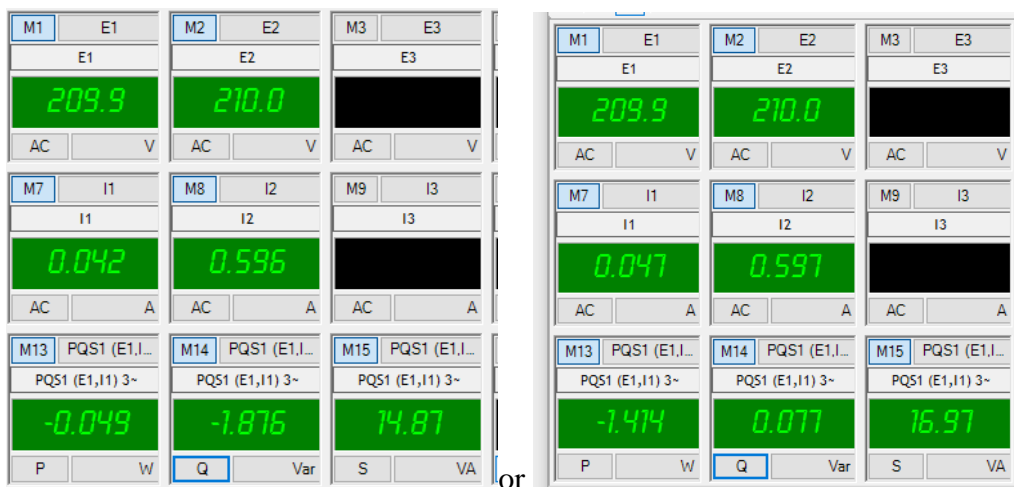 M1 E1 M2 E2 M3 E3
E1 E2 E3
209.9 210.0
AC V AC V AC V
M7 I1 M8 I2 M9 I3
I1 I2 I3
0.042 0.596
AC A AC A AC A
M13 PQS1 (E1,I... M14 PQS1 (E1,I... M15 PQS1 (E1,I...
PQS1 (E1,I1) 3~ PQS1 (E1,I1) 3~ PQS1 (E1,I1) 3~
-0.049 -1.876 14.87
P W Q Var S VA
or
M1 E1 M2 E2 M3 E3
E1 E2 E3
209.9 210.0
AC V AC V AC V
M7 I1 M8 I2 M9 I3
I1 I2 I3
0.047 0.597
AC A AC A AC A
M13 PQS1 (E1,I... M14 PQS1 (E1,I... M15 PQS1 (E1,I...
PQS1 (E1,I1) 3~ PQS1 (E1,I1) 3~ PQS1 (E1,I1) 3~
-1.414 0.077 16.97
P W Q Var S VA